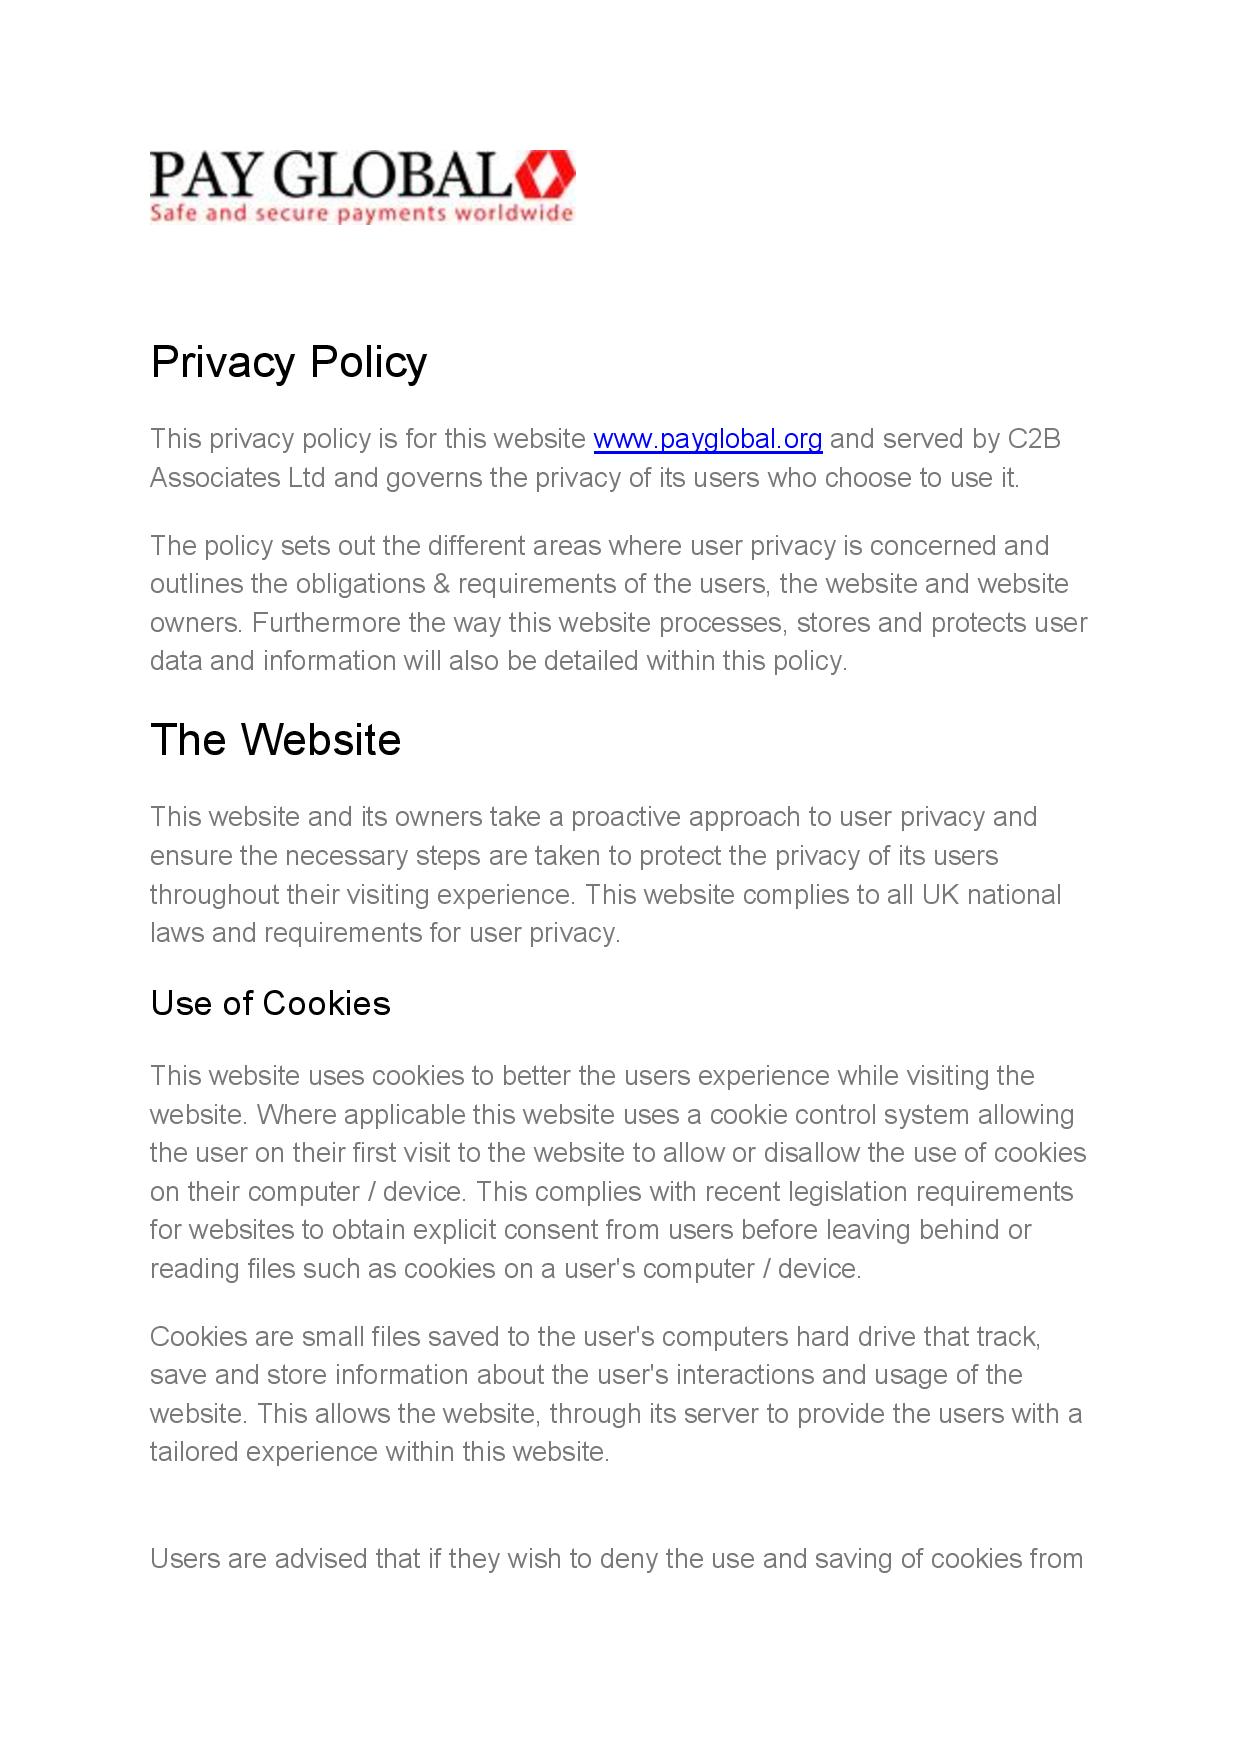 PAY GLOBAL
Safe and secure payments worldwide
Privacy Policy
This privacy policy is for this website www.payglobal.org and served by C2B
Associates Ltd and governs the privacy of its users who choose to use it.
The policy sets out the different areas where user privacy is concerned and
outlines the obligations & requirements of the users, the website and website
owners. Furthermore the way this website processes, stores and protects user
data and information will also be detailed within this policy.
The Website
This website and its owners take a proactive approach to user privacy and
ensure the necessary steps are taken to protect the privacy of its users
throughout their visiting experience. This website complies to all UK national
laws and requirements for user privacy.
Use of Cookies
This website uses cookies to better the users experience while visiting the
website. Where applicable this website uses a cookie control system allowing
the user on their first visit to the website to allow or disallow the use of cookies
on their computer / device. This complies with recent legislation requirements
for websites to obtain explicit consent from users before leaving behind or
reading files such as cookies on a user's computer / device.
Cookies are small files saved to the user's computers hard drive that track,
save and store information about the user's interactions and usage of the
website. This allows the website, through its server to provide the users with a
tailored experience within this website.
Users are advised that if they wish to deny the use and saving of cookies from